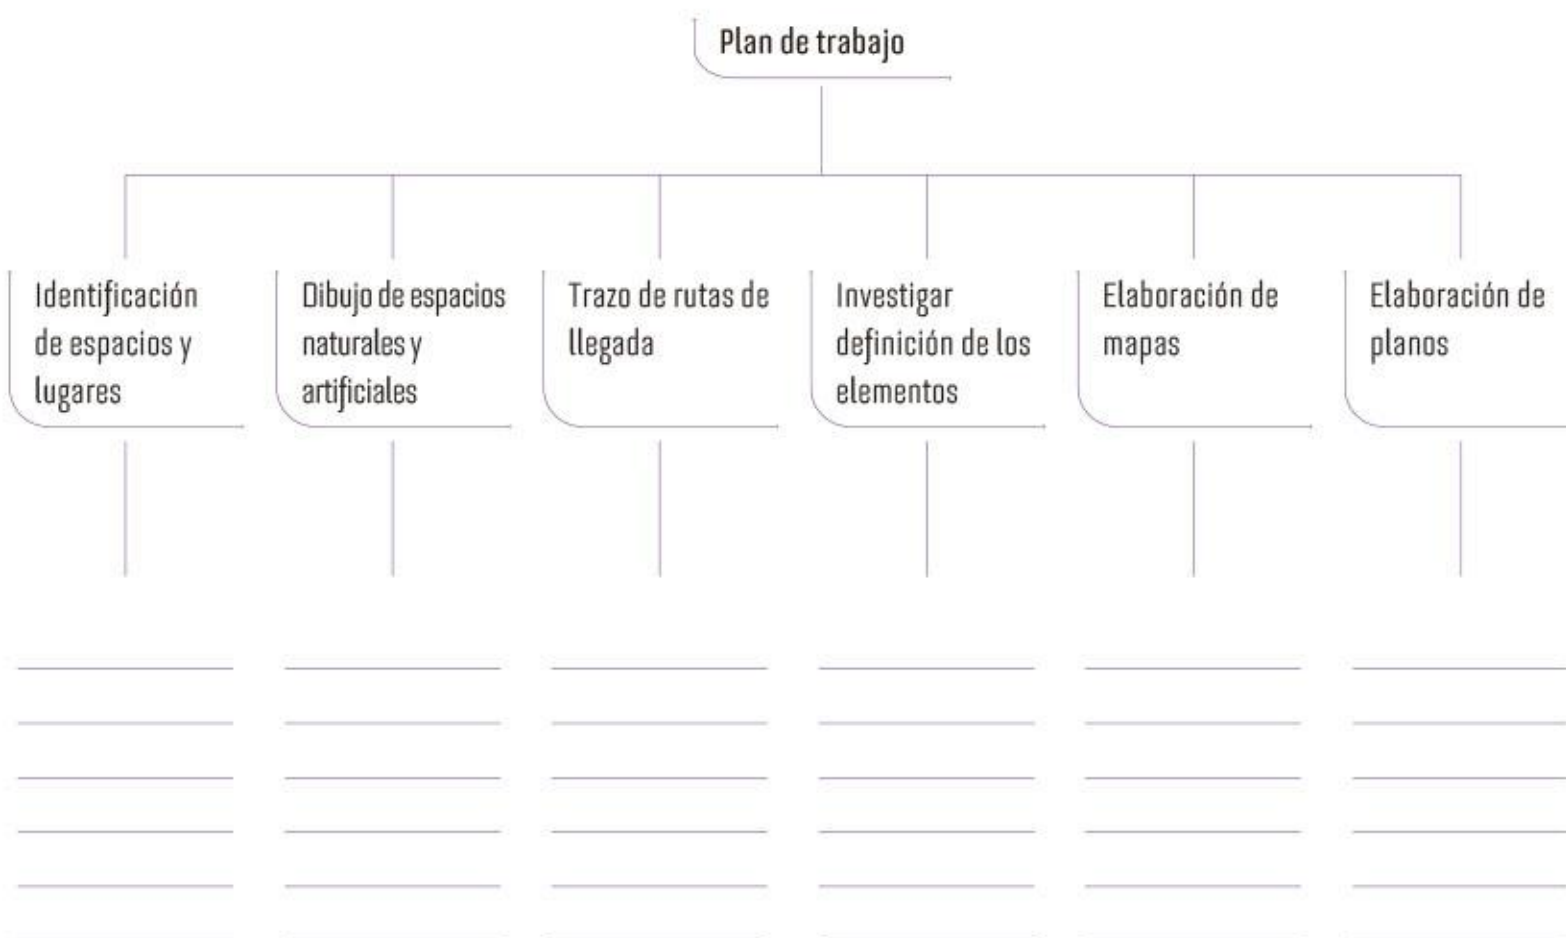 Plan de trabajo
Identificación
de espacios y
lugares
Dibujo de espacios
naturales y
artificiales
Trazo de rutas de
llegada
Investigar
definición de los
elementos
Elaboración de
mapas
Elaboración de
planos